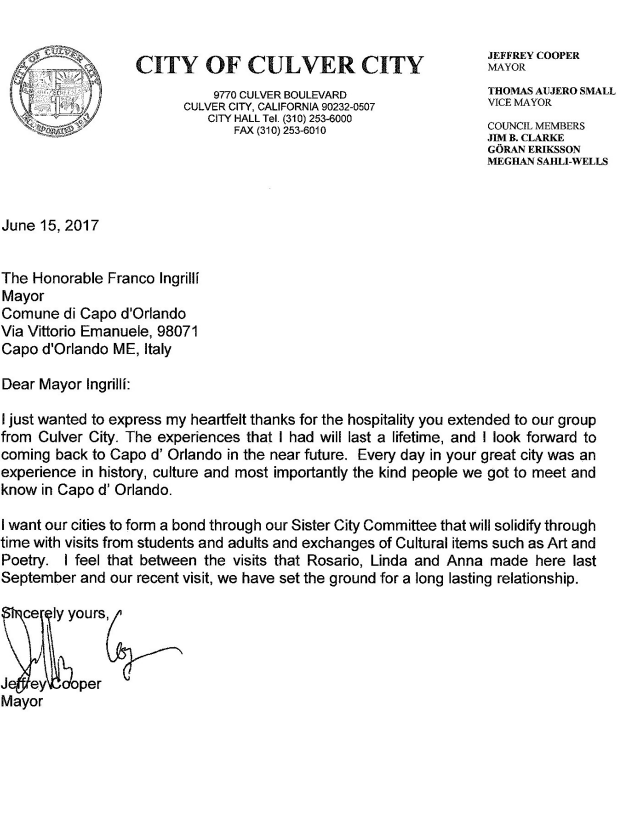 CITY OF CULVER CITY
INCORPORATED 1917
CITY OF CULVER CITY
9770 CULVER BOULEVARD
CULVER CITY, CALIFORNIA 90232-0507
CITY HALL Tel. (310) 253-6000
FAX (310) 253-6010
JEFFREY COOPER
MAYOR
THOMAS AUJERO SMALL
VICE MAYOR
COUNCIL MEMBERS
JIM B. CLARKE
GÖRAN ERIKSSON
MEGHAN SAHLI-WELLS
June 15, 2017
The Honorable Franco Ingrillí
Mayor
Comune di Capo d'Orlando
Via Vittorio Emanuele, 98071
Capo d'Orlando ME, Italy
Dear Mayor Ingrillí:
I just wanted to express my heartfelt thanks for the hospitality you extended to our group
from Culver City. The experiences that I had will last a lifetime, and I look forward to
coming back to Capo d' Orlando in the near future.  Every day in your great city was an
experience in history, culture and most importantly the kind people we got to meet and
know in Capo d' Orlando.
I want our cities to form a bond through our Sister City Committee that will solidify through
time with visits from students and adults and exchanges of Cultural items such as Art and
Poetry.  I feel that between the visits that Rosario, Linda and Anna made here last
September and our recent visit, we have set the ground for a long lasting relationship.
Sincerely yours,
Jeffrey Cooper
Mayor